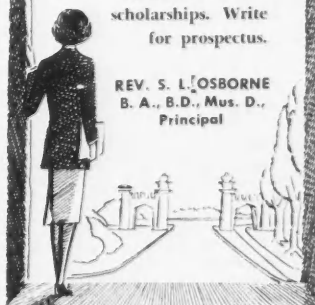 scholarships. Write
for prospectus.
REV. S. L. OSBORNE
B. A., B.D., Mus. D.,
Principal